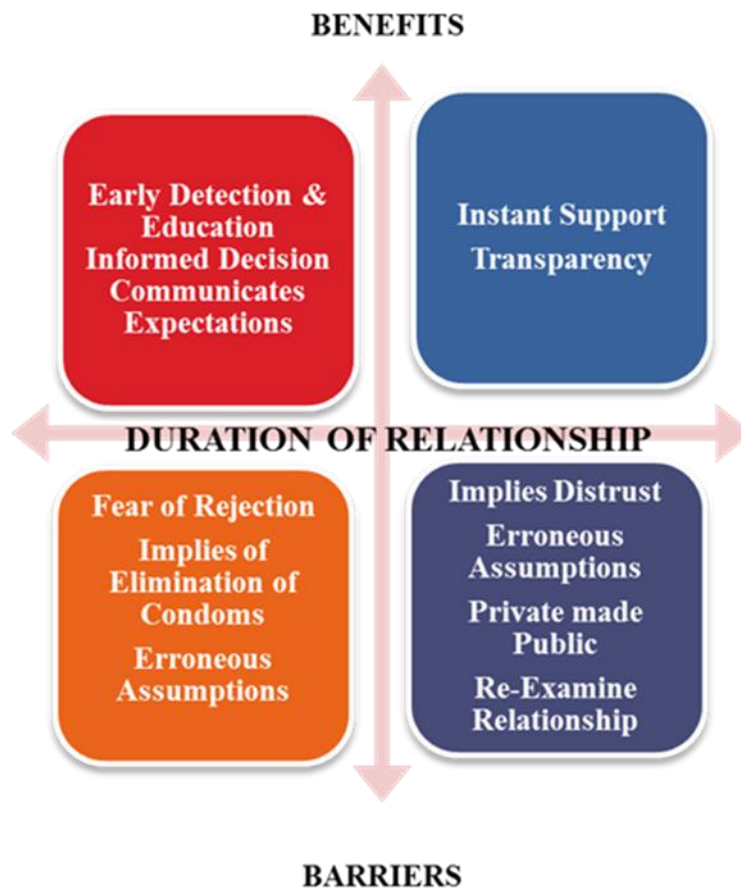 BENEFITS
Early Detection &
Education
Informed Decision
Communicates
Expectations
Instant Support
Transparency
DURATION OF RELATIONSHIP
Fear of Rejection
Implies of
Elimination of
Condoms
Erroneous
Assumptions
Implies Distrust
Erroneous
Assumptions
Private made
Public
Re-Examine
Relationship
BARRIERS